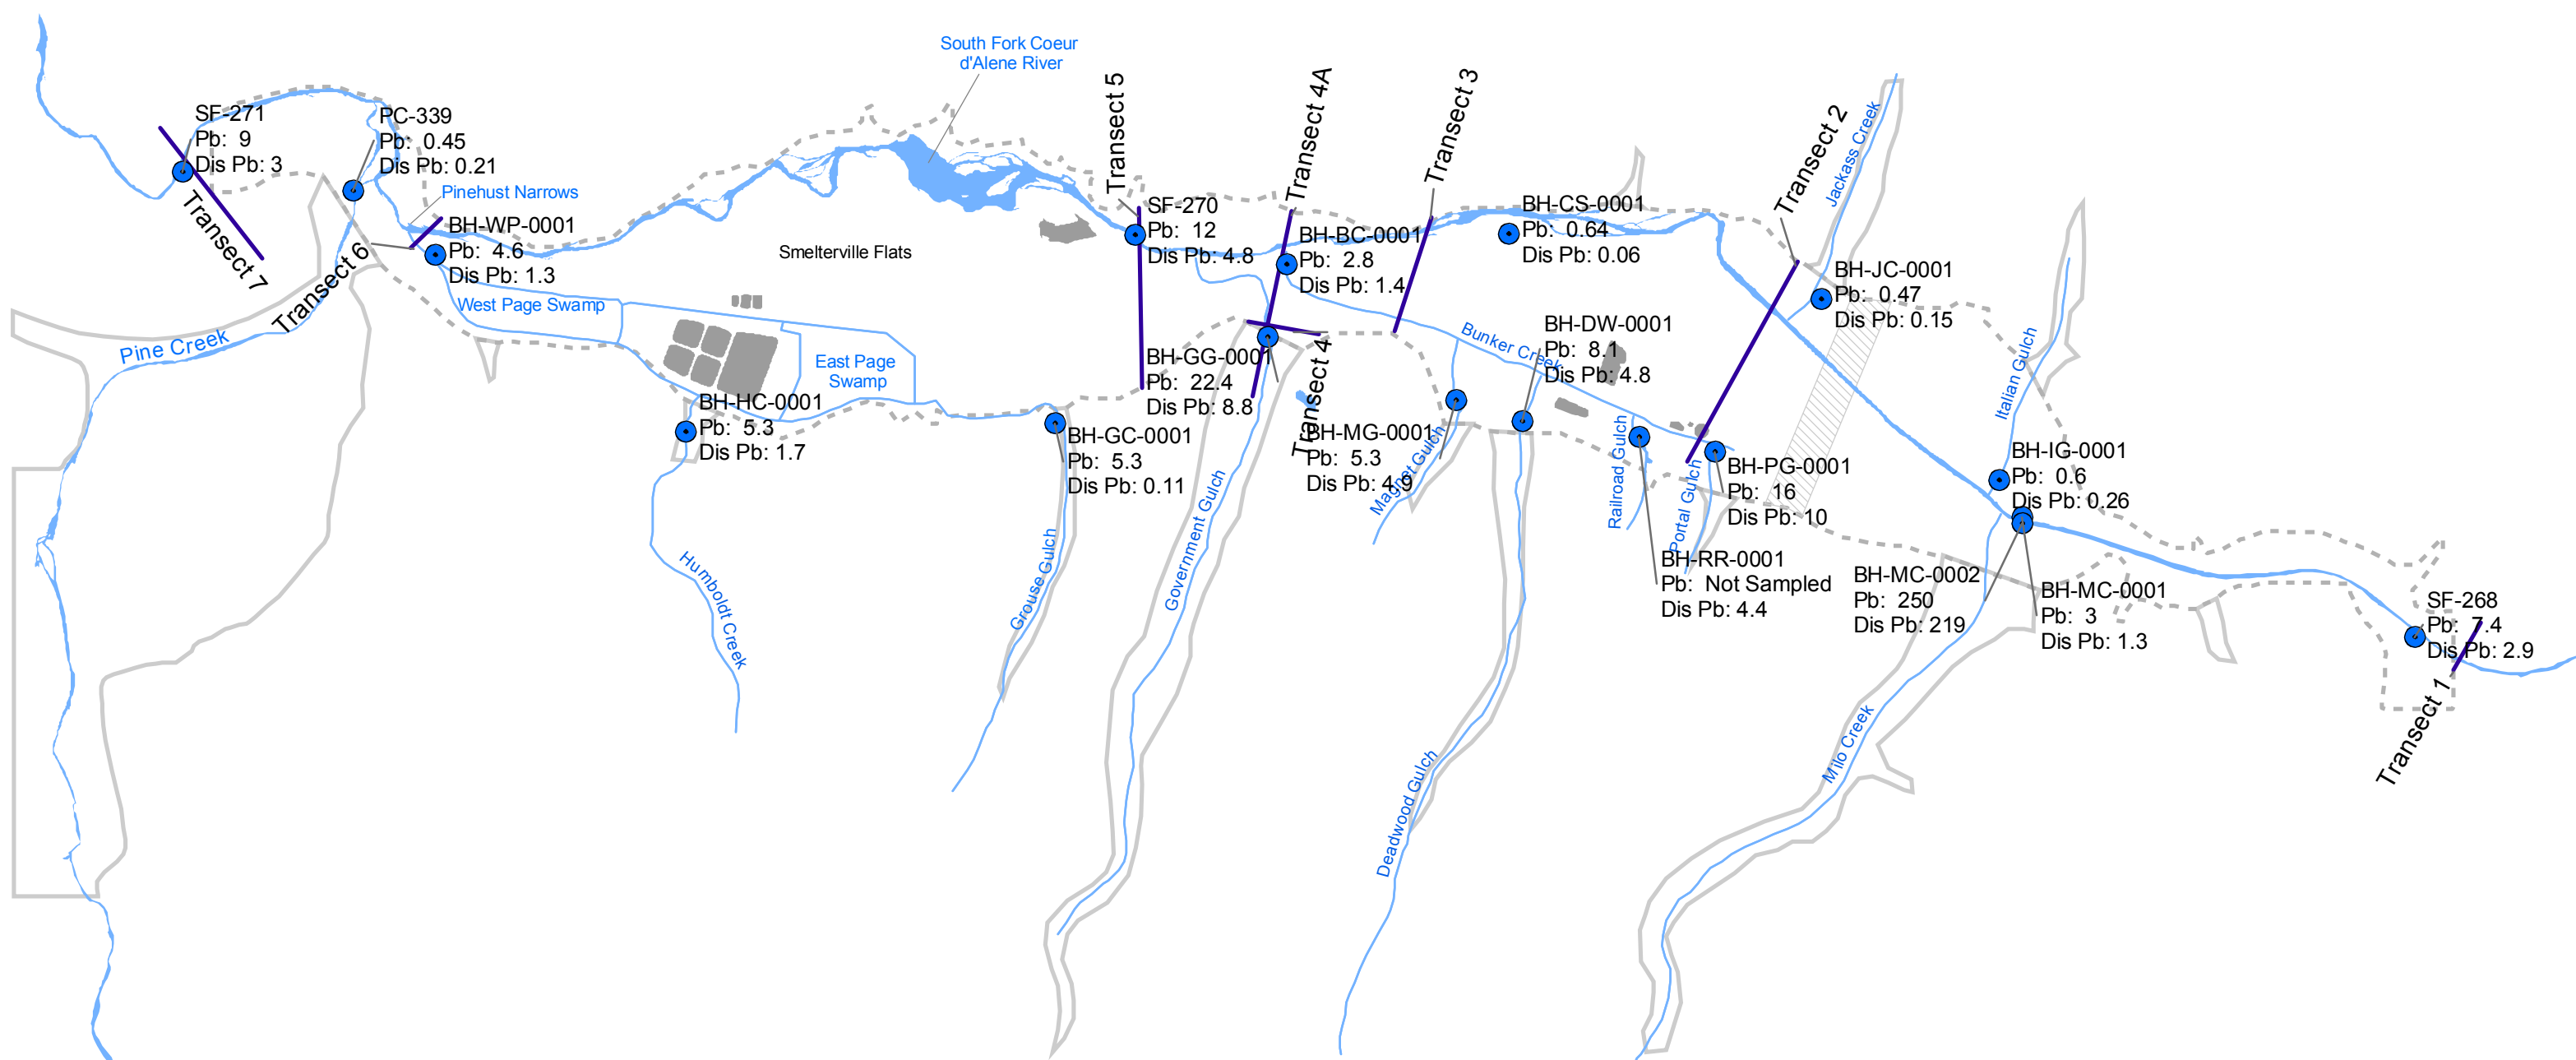 South Fork Coeur
d'Alene River
SF-271
Pb: 9
Dis Pb: 3
Transect 7
PC-339
Pb: 0.45
Dis Pb: 0.21
Pinehust Narrows
BH-WP-0001
Pb: 4.6
Dis Pb: 1.3
Transect 6
West Page Swamp
Pine Creek
Smelterville Flats
East Page
Swamp
BH-HC-0001
Pb: 5.3
Dis Pb: 1.7
Humboldt Creek
Transect 5
SF-270
Pb: 12
Dis Pb: 4.8
Transect 4A
BH-BC-0001
Pb: 2.8
Dis Pb: 1.4
Transect 3
BH-CS-0001
Pb: 0.64
Dis Pb: 0.06
Transect 2
Jackass Creek
BH-JC-0001
Pb: 0.47
Dis Pb: 0.15
BH-GG-0001
Pb: 22.4
Dis Pb: 8.8
Transect 4
BH-GC-0001
Pb: 5.3
Dis Pb: 0.11
Grouse Gulch
Government Gulch
BH-MG-0001
Pb: 5.3
Dis Pb: 4.9
Magnet Gulch
Bunker Creek
BH-DW-0001
Pb: 8.1
Dis Pb: 4.8
Deadwood Gulch
Railroad Gulch
Portal Gulch
BH-PG-0001
Pb: 16
Dis Pb: 10
BH-RR-0001
Pb: Not Sampled
Dis Pb: 4.4
Italian Gulch
BH-IG-0001
Pb: 0.6
Dis Pb: 0.26
BH-MC-0002
Pb: 250
Dis Pb: 219
BH-MC-0001
Pb: 3
Dis Pb: 1.3
Milo Creek
SF-268
Pb: 7.4
Dis Pb: 2.9
Transect 1